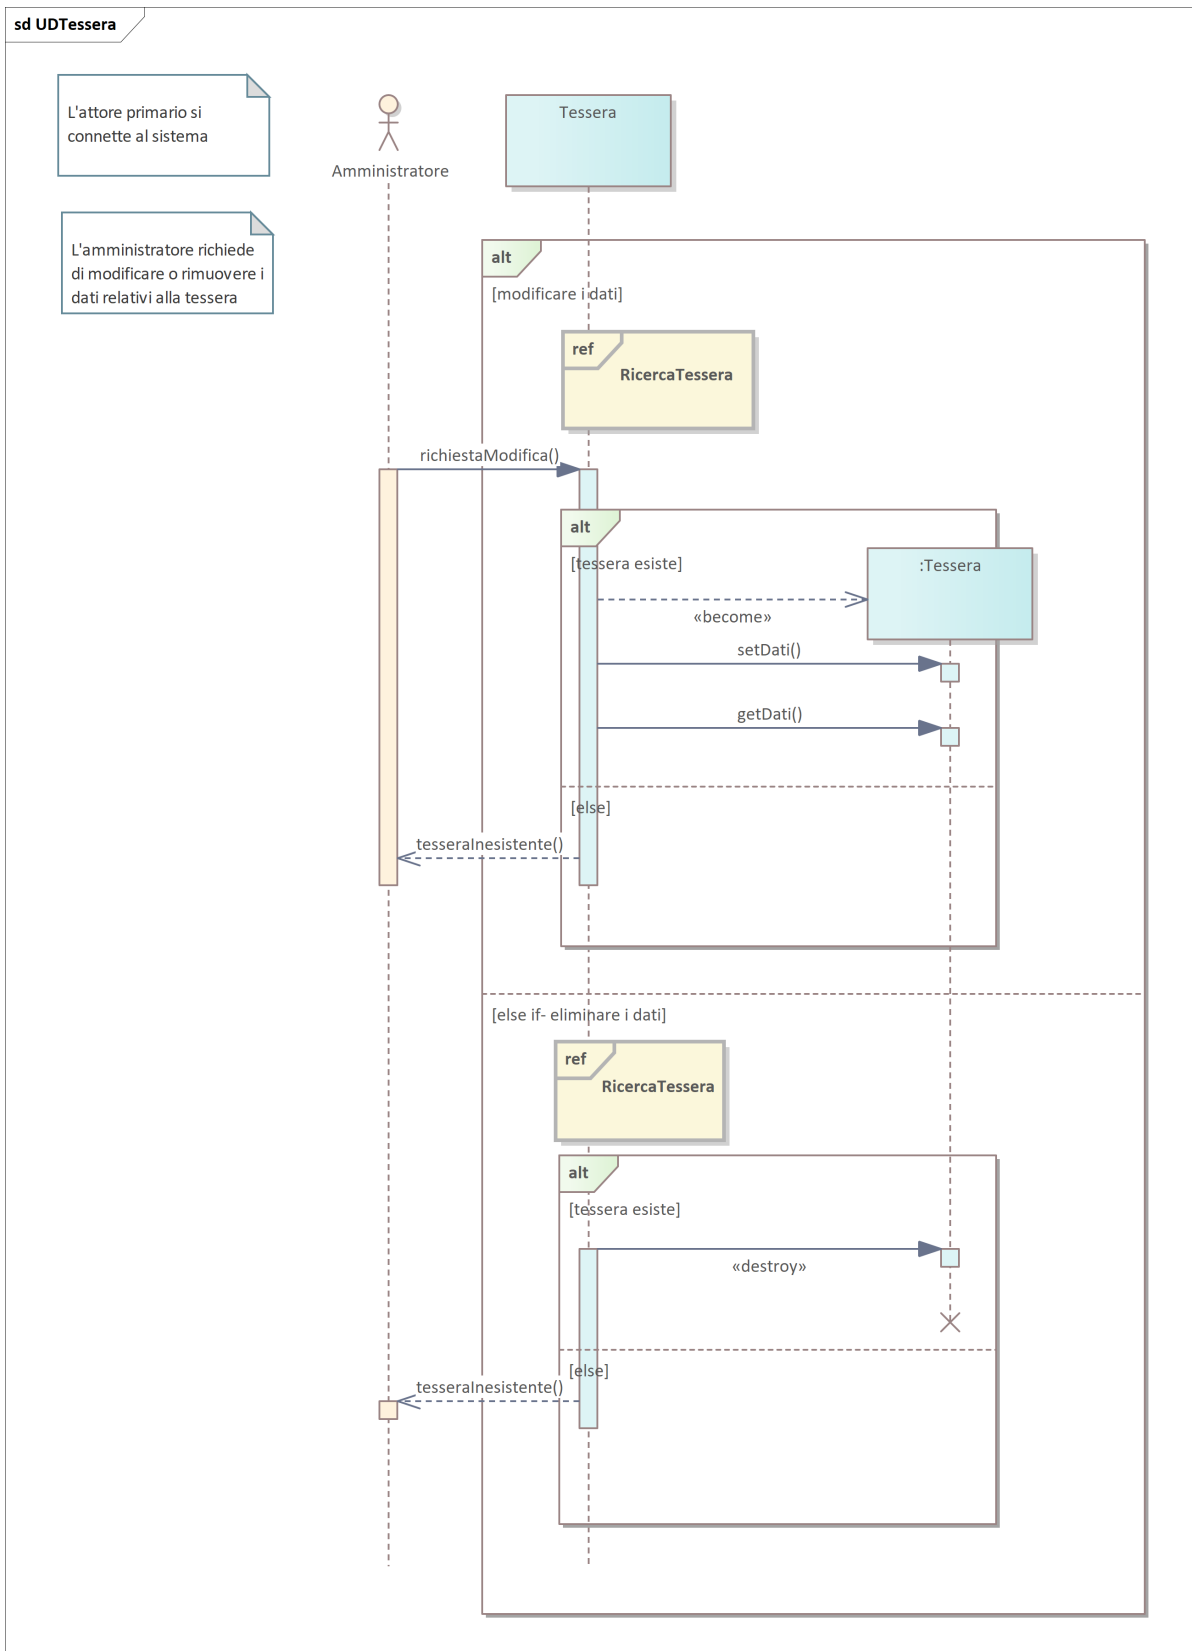 sd UDTessera
L'attore primario si
connette al sistema
Amministratore
Tessera
L'amministratore richiede
di modificare o rimuovere i
dati relativi alla tessera
alt
[modificare i dati]
ref
RicercaTessera
richiestaModifica()
alt
[tessera esiste]
:Tessera
«become»
setDati()
getDati()
[else]
tesseraInesistente()
[else if- eliminare i dati]
ref
RicercaTessera
alt
[tessera esiste]
«destroy»
[else]
tesseraInesistente()